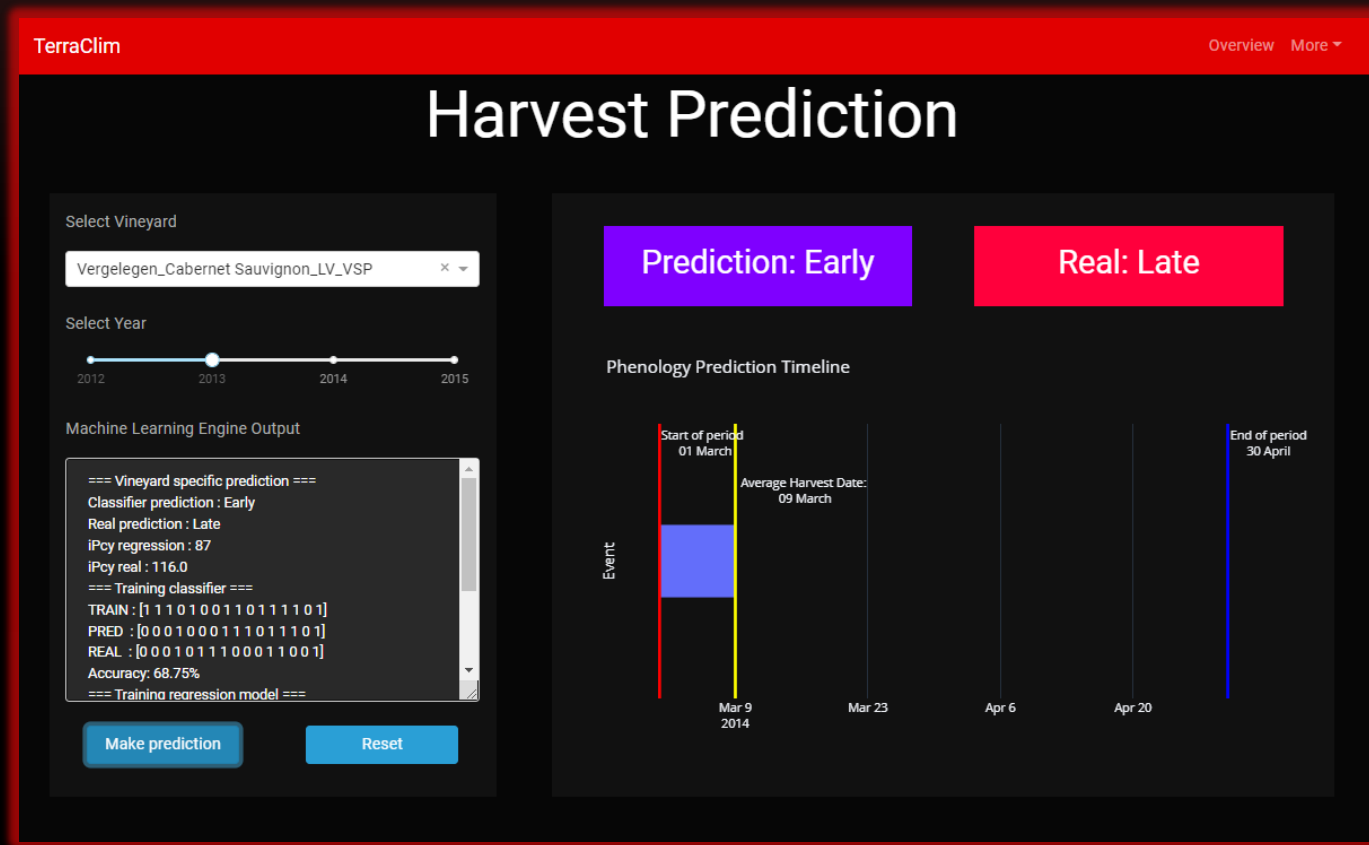 TerraClim
Overview More
Harvest Prediction
Select Vineyard
Vergelegen_Cabernet Sauvignon_LV_VSP ×
Select Year
2012 2013 2014 2015
Machine Learning Engine Output
=== Vineyard specific prediction ===
Classifier prediction : Early
Real prediction : Late
iPcy regression : 87
iPcy real : 116.0
=== Training classifier ===
TRAIN : [1 1 1 0 1 0 0 1 1 0 1 1 1 1 0 1]
PRED : [0 0 0 1 0 0 0 1 1 1 0 1 1 1 0 1]
REAL : [0 0 0 1 0 1 1 1 0 0 0 1 1 0 0 1]
Accuracy: 68.75%
=== Training regression model ===
Make prediction
Reset
Prediction: Early
Real: Late
Phenology Prediction Timeline
Start of period
01 March
Average Harvest Date:
09 March
End of period
30 April
Event
Mar 9
2014
Mar 23
Apr 6
Apr 20